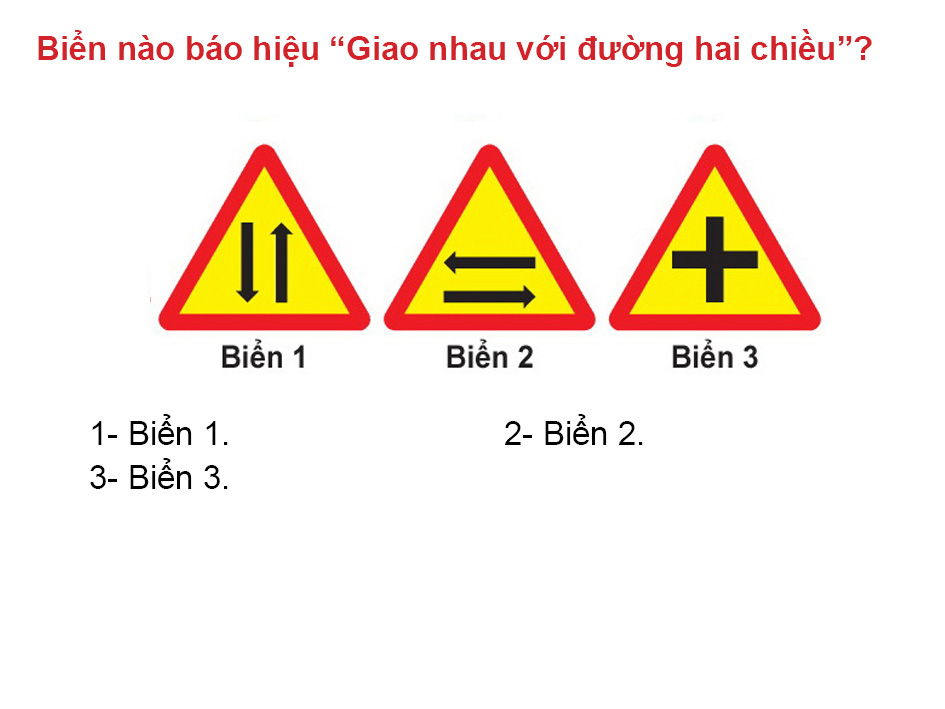 Biển nào báo hiệu “Giao nhau với đường hai chiều”?
Biển 1 Biển 2 Biển 3
1- Biển 1. 2- Biển 2.
3- Biển 3.